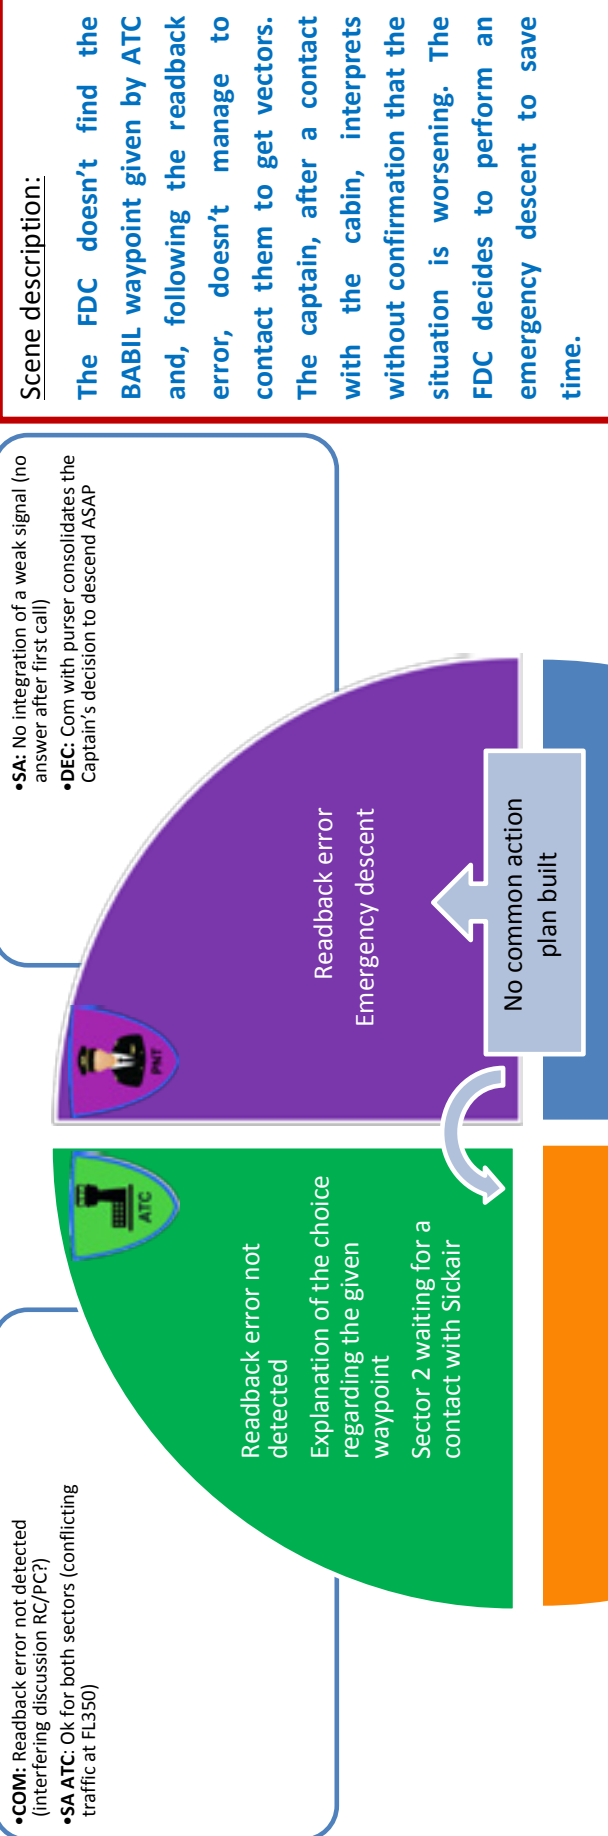 •COM: Readback error not detected
(interfering discussion RC/PC?)
•SA ATC: Ok for both sectors (conflicting
traffic at FL350)
ATC
Readback error not
detected
Explanation of the choice
regarding the given
waypoint
Sector 2 waiting for a
contact with Sickair
•SA: No integration of a weak signal (no
answer after first call)
•DEC: Com with purser consolidates the
Captain’s decision to descend ASAP
PNT
Readback error
Emergency descent
No common action
plan built
Scene description:
The FDC doesn’t find the
BABIL waypoint given by ATC
and, following the readback
error, doesn’t manage to
contact them to get vectors.
The captain, after a contact
with the cabin, interprets
without confirmation that the
situation is worsening. The
FDC decides to perform an
emergency descent to save
time.